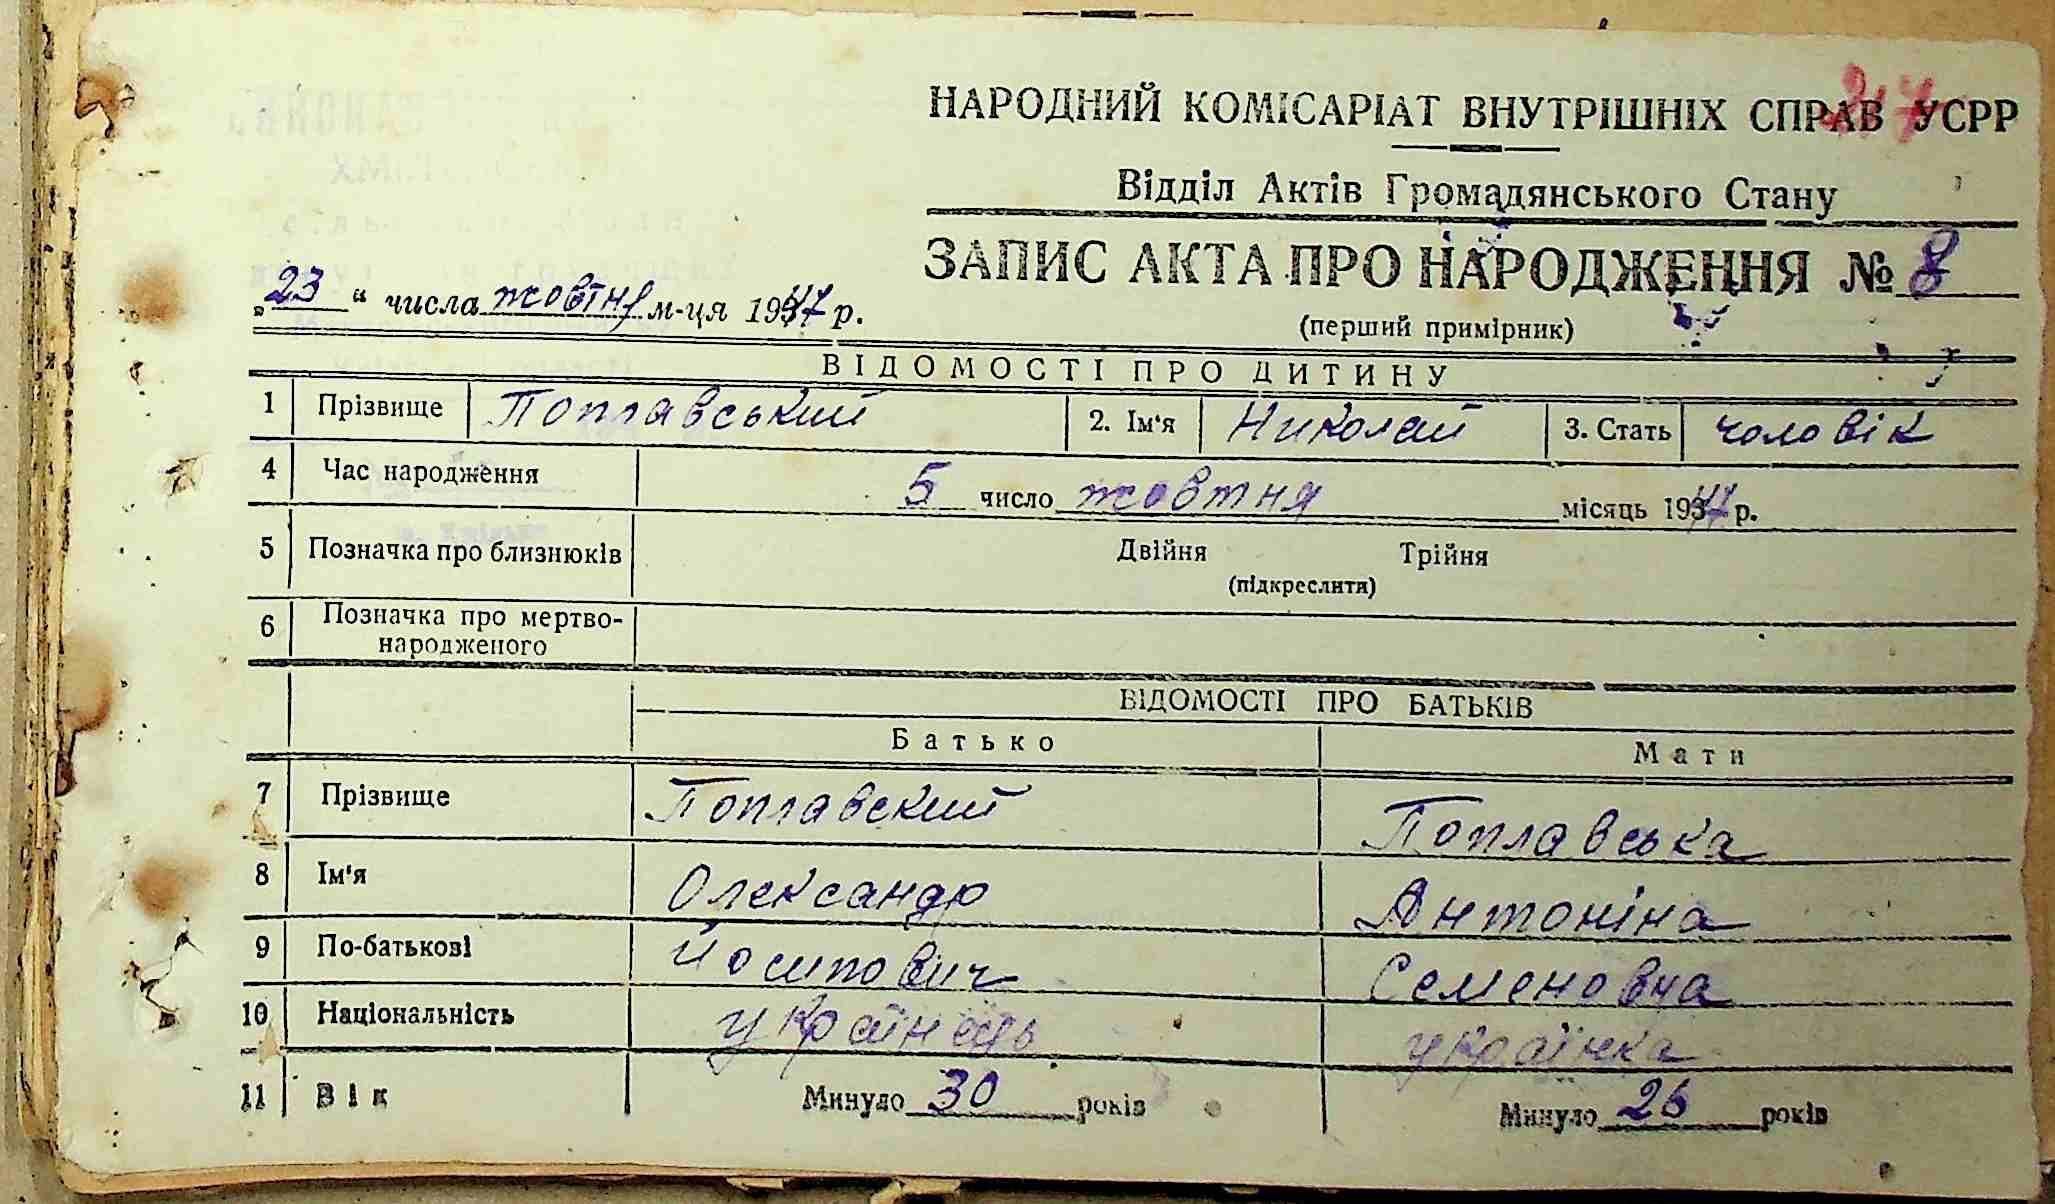 НАРОДНИЙ КОМІСАРІАТ ВНУТРІШНІХ СПРАВ УСРР
Відділ Актів Громадянського Стану
ЗАПИС АКТА ПРО НАРОДЖЕННЯ № 8
„23“ числа жовтня м-ця 1947 р.
(перший примірник)
ВІДОМОСТІ ПРО ДИТИНУ
1 Прізвище Поплавський 2. Ім'я Николай 3. Стать чоловік
4 Час народження 5 число жовтня місяць 1947 р.
5 Позначка про близнюків Двійня Трійня
(підкреслити)
6 Позначка про мертво-
народженого
ВІДОМОСТІ ПРО БАТЬКІВ
Батько Мати
7 Прізвище Поплавский Поплавська
8 Ім'я Олександр Антоніна
9 По-батькові Йосипович Семеновна
10 Національність українець українка
11 Вік Минуло 30 років Минуло 26 років